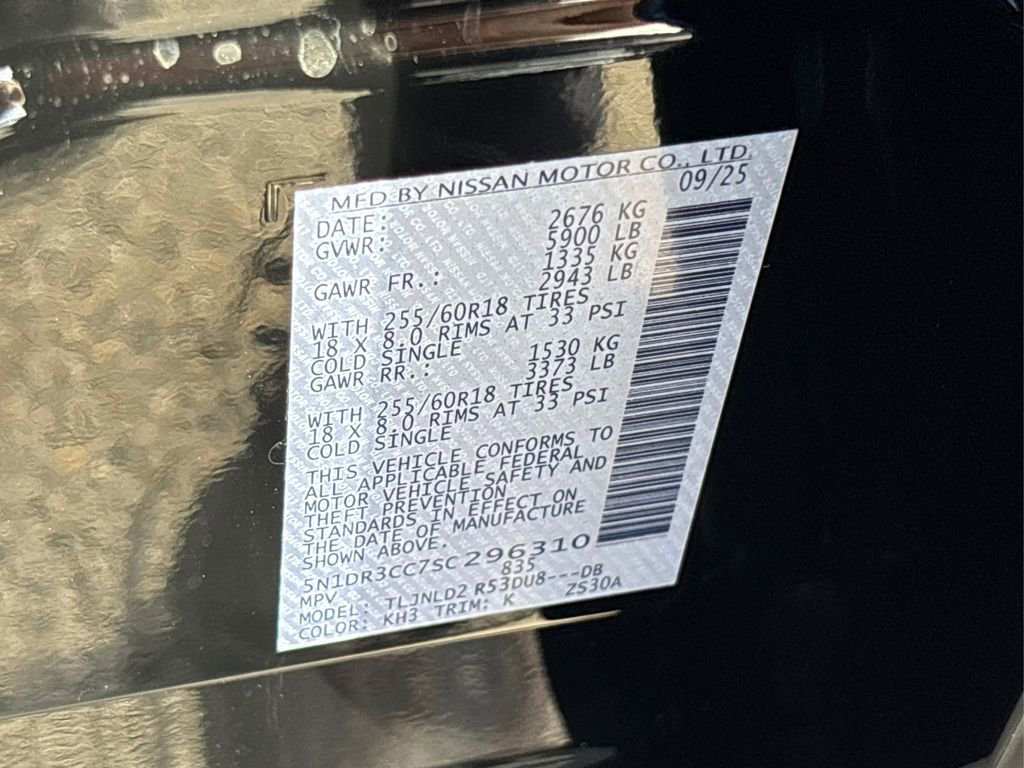 MFD BY NISSAN MOTOR CO., LTD.
DATE: 09/25
GVWR: 2676 KG
5900 LB
GAWR FR.: 1335 KG
2943 LB
WITH 255/60R18 TIRES
18 X 8.0 RIMS AT 33 PSI
COLD SINGLE
GAWR RR.: 1530 KG
3373 LB
WITH 255/60R18 TIRES
18 X 8.0 RIMS AT 33 PSI
COLD SINGLE
THIS VEHICLE CONFORMS TO
ALL APPLICABLE FEDERAL
MOTOR VEHICLE SAFETY AND
THEFT PREVENTION
STANDARDS IN EFFECT ON
THE DATE OF MANUFACTURE
SHOWN ABOVE.
5N1DR3CC7SC296310
MPV 835
MODEL: TLJNLD2 R53DU8---DB
COLOR: KH3 TRIM: K ZS30A